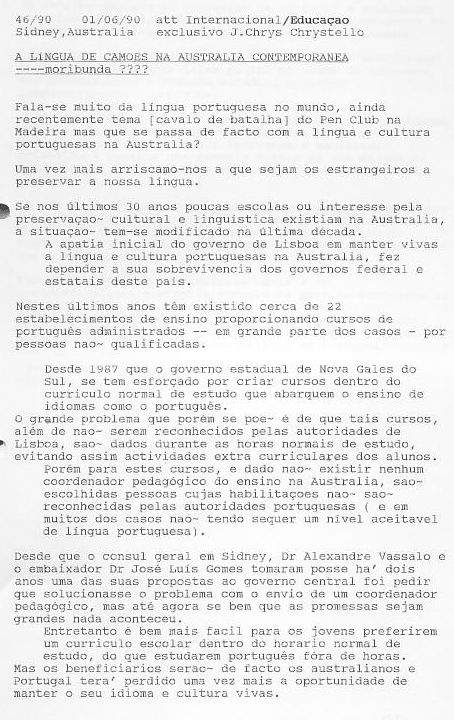 46/90 01/06/90 att Internacional/Educaçao
Sidney,Australia exclusivo J.Chrys Chrystello
A LíNGUA DE CAMOES NA AUSTRALIA CONTEMPORANEA
----moribunda ????
Fala-se muito da língua portuguesa no mundo, ainda
recentemente tema [cavalo de batalha] do Pen Club na
Madeira mas que se passa de facto com a língua e cultura
portuguesas na Australia?
Uma vez mais arriscamo-nos a que sejam os estrangeiros a
preservar a nossa língua.
Se nos últimos 30 anos poucas escolas ou interesse pela
preservaçao~ cultural e linguística existiam na Australia,
a situaçao~ tem-se modificado na última década.
A apatia inicial do governo de Lisboa em manter vivas
a língua e cultura portuguesas na Australia, fez
depender a sua sobrevivencia dos governos federal e
estatais deste país.
Nestes últimos anos têm existido cerca de 22
estabelecimentos de ensino proporcionando cursos de
português administrados -- em grande parte dos casos - por
pessoas nao~ qualificadas.
Desde 1987 que o governo estadual de Nova Gales do
Sul, se tem esforçado por criar cursos dentro do
curriculo normal de estudo que abarquem o ensino de
idiomas como o português.
O grande problema que porém se poe~ é de que tais cursos,
além de nao~ serem reconhecidos pelas autoridades de
Lisboa, sao~ dados durante as horas normais de estudo,
evitando assim actividades extra curriculares dos alunos.
Porém para estes cursos, e dado nao~ existir nenhum
coordenador pedagógico do ensino na Australia, sao~
escolhidas pessoas cujas habilitaçoes nao~ sao~
reconhecidas pelas autoridades portuguesas ( e em
muitos dos casos nao~ tendo sequer um nível aceitavel
de língua portuguesa).
Desde que o consul geral em Sidney, Dr Alexandre Vassalo e
o embaixador Dr José Luís Gomes tomaram posse ha' dois
anos uma das suas propostas ao governo central foi pedir
que solucionasse o problema com o envio de um coordenador
pedagógico, mas até agora se bem que as promessas sejam
grandes nada aconteceu.
Entretanto é bem mais facil para os jovens preferirem
um curriculo escolar dentro do horario normal de
estudo, do que estudarem português fóra de horas.
Mas os beneficiarios serao~ de facto os australianos e
Portugal tera' perdido uma vez mais a oportunidade de
manter o seu idioma e cultura vivas.